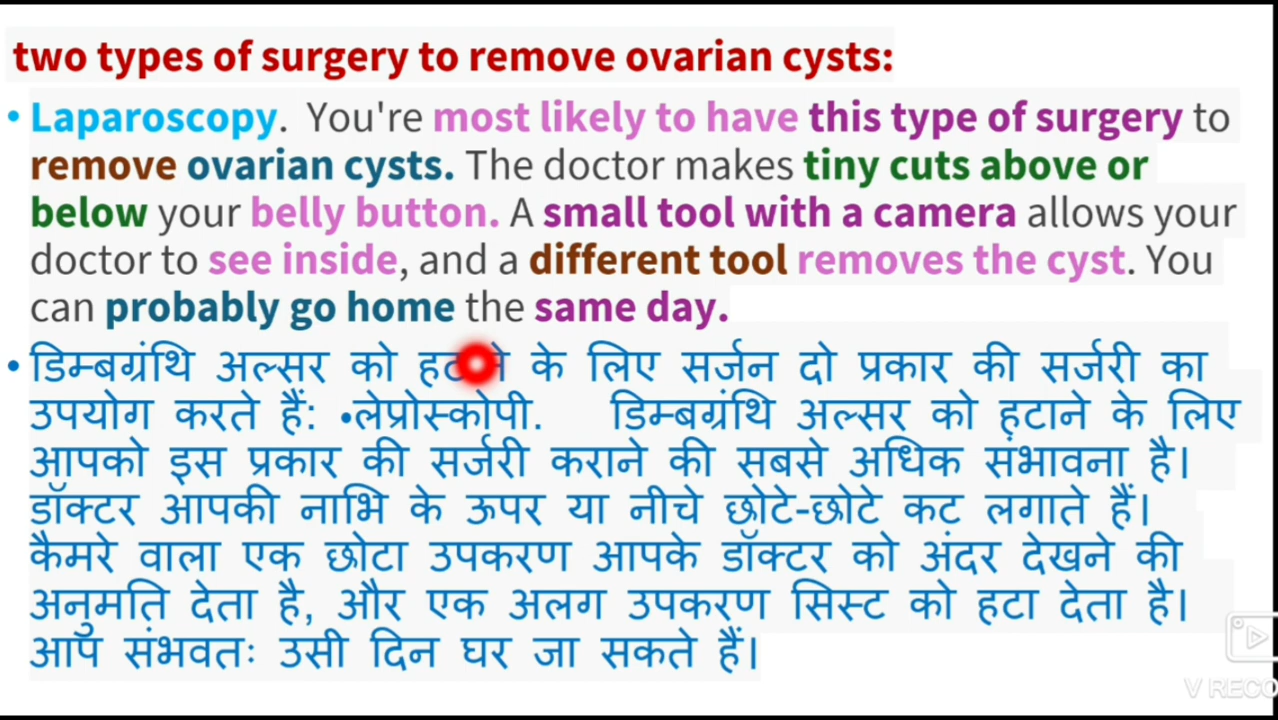 two types of surgery to remove ovarian cysts:
• Laparoscopy. You're most likely to have this type of surgery to
remove ovarian cysts. The doctor makes tiny cuts above or
below your belly button. A small tool with a camera allows your
doctor to see inside, and a different tool removes the cyst. You
can probably go home the same day.
• डिम्बग्रंथि अल्सर को हटाने के लिए सर्जन दो प्रकार की सर्जरी का
उपयोग करते हैं: •लेप्रोस्कोपी. डिम्बग्रंथि अल्सर को हटाने के लिए
आपको इस प्रकार की सर्जरी कराने की सबसे अधिक संभावना है।
डॉक्टर आपकी नाभि के ऊपर या नीचे छोटे-छोटे कट लगाते हैं।
कैमरे वाला एक छोटा उपकरण आपके डॉक्टर को अंदर देखने की
अनुमति देता है, और एक अलग उपकरण सिस्ट को हटा देता है।
आप संभवतः उसी दिन घर जा सकते हैं।
V RECO